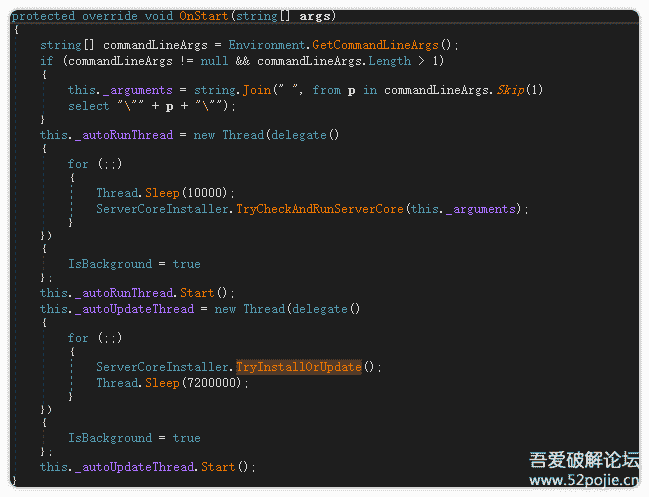 protected override void OnStart(string[] args)
{
    string[] commandLineArgs = Environment.GetCommandLineArgs();
    if (commandLineArgs != null && commandLineArgs.Length > 1)
    {
        this._arguments = string.Join(" ", from p in commandLineArgs.Skip(1)
        select "\"" + p + "\"");
    }
    this._autoRunThread = new Thread(delegate()
    {
        for (;;)
        {
            Thread.Sleep(10000);
            ServerCoreInstaller.TryCheckAndRunServerCore(this._arguments);
        }
    })
    {
        IsBackground = true
    };
    this._autoRunThread.Start();
    this._autoUpdateThread = new Thread(delegate()
    {
        for (;;)
        {
            ServerCoreInstaller.TryInstallOrUpdate();
            Thread.Sleep(7200000);
        }
    })
    {
        IsBackground = true
    };
    this._autoUpdateThread.Start();
}
吾爱破解论坛
www.52pojie.cn